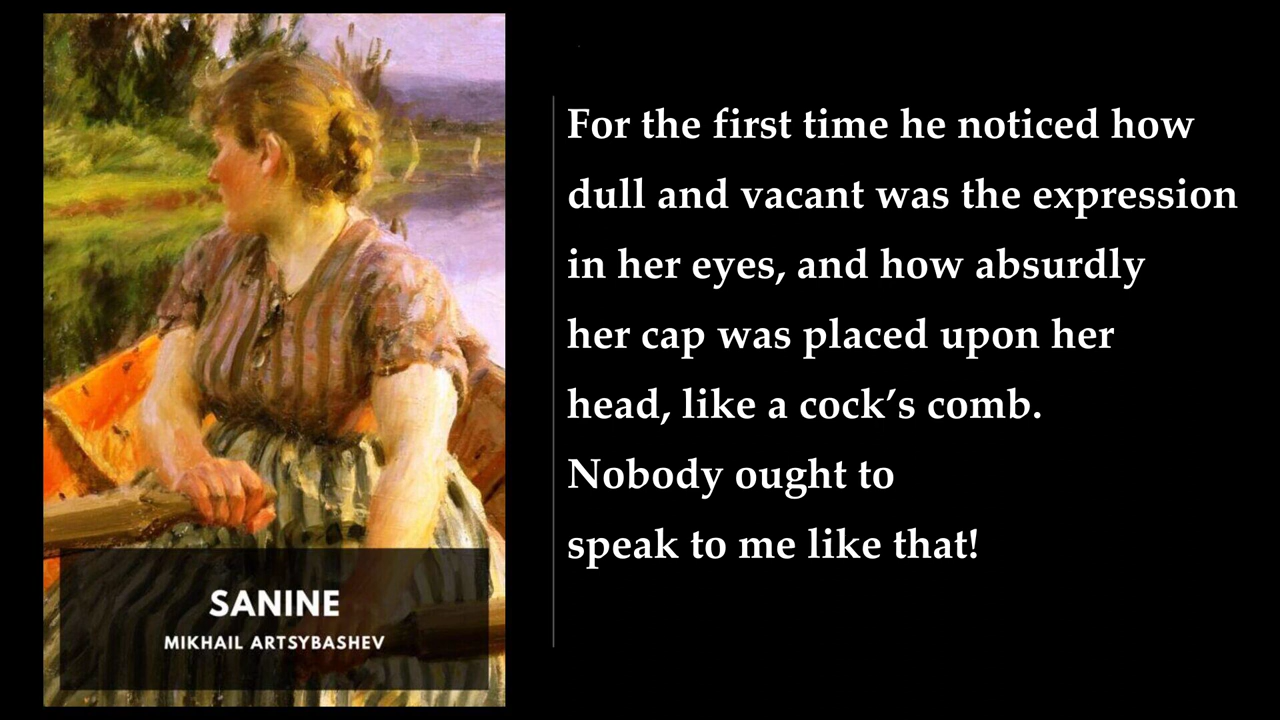 SANINE
MIKHAIL ARTSYBASHEV
For the first time he noticed how
dull and vacant was the expression
in her eyes, and how absurdly
her cap was placed upon her
head, like a cock’s comb.
Nobody ought to
speak to me like that!